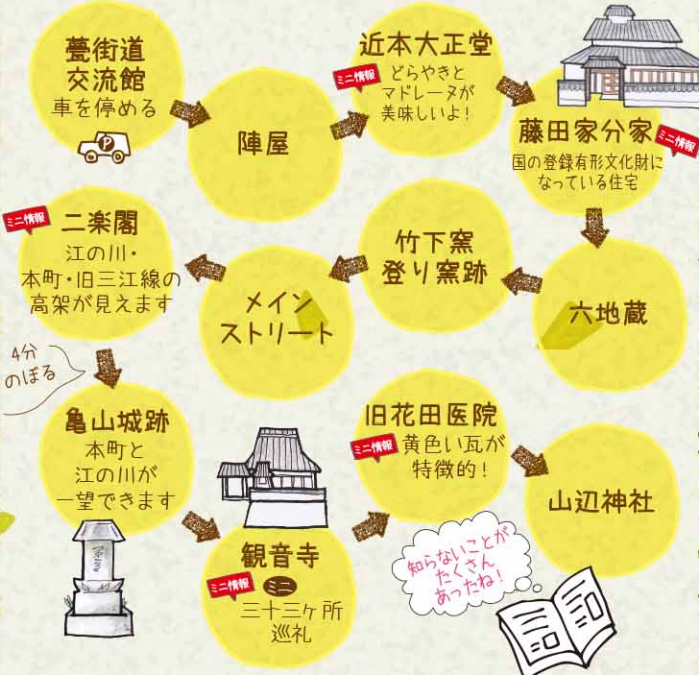 甍街道
交流館
車を停める
P
陣屋
近本大正堂
ミニ情報
どらやきと
マドレーヌが
美味しいよ!
藤田家分家
ミニ情報
国の登録有形文化財に
なっている住宅
六地蔵
竹下窯
登り窯跡
メイン
ストリート
ミニ情報
二楽閣
江の川・
本町・旧三江線の
高架が見えます
4分
のぼる
亀山城跡
本町と
江の川が
一望できます
観音寺
ミニ情報
ミニ
三十三ヶ所
巡礼
旧花田医院
ミニ情報
黄色い瓦が
特徴的!
山辺神社
知らないことが
たくさん
あったね!